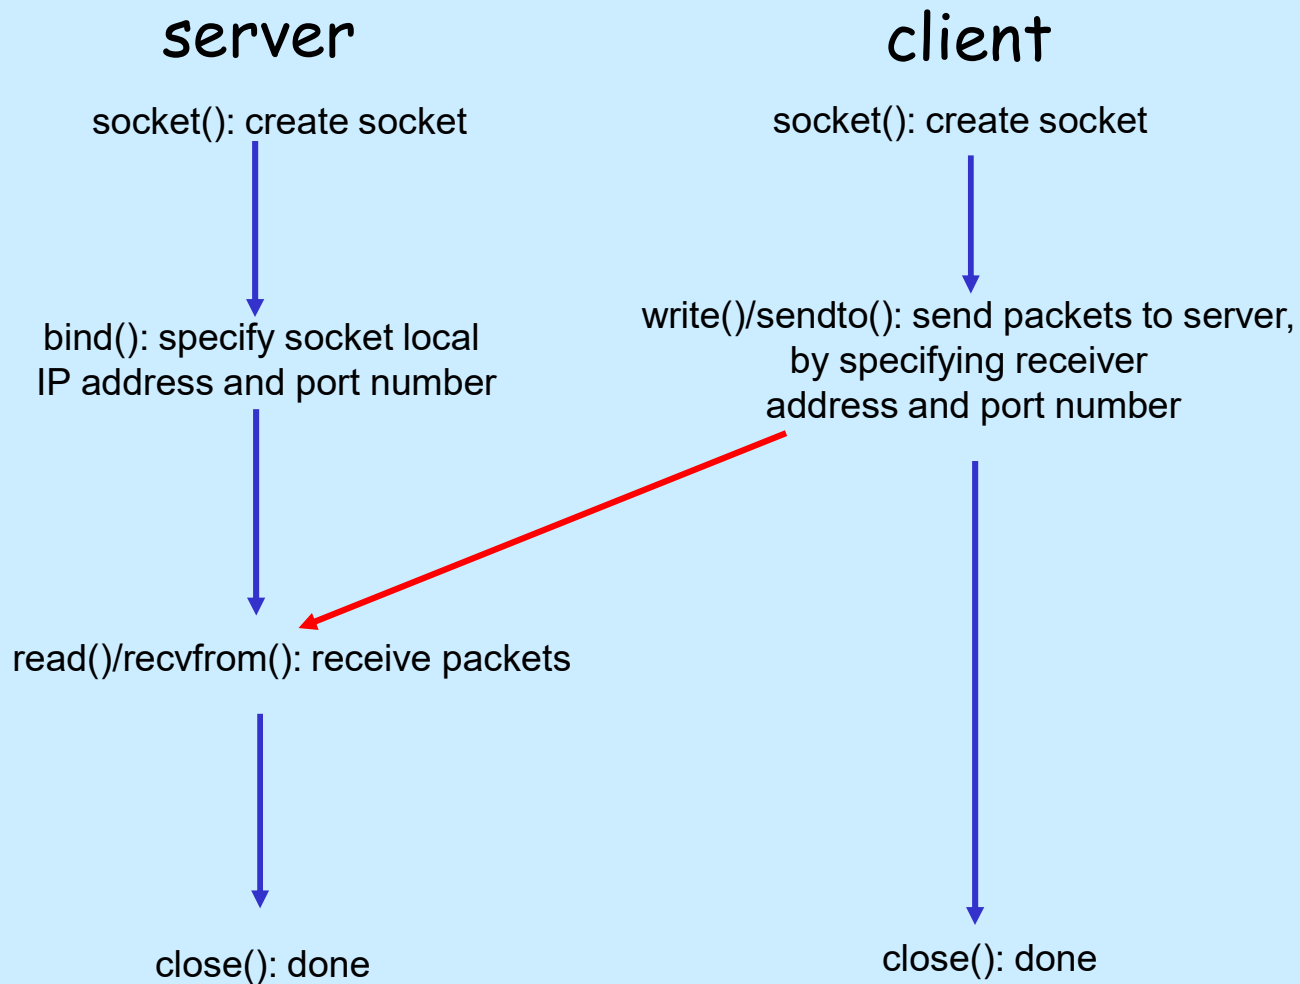 server
client
socket(): create socket
socket(): create socket
bind(): specify socket local
IP address and port number
write()/sendto(): send packets to server,
by specifying receiver
address and port number
read()/recvfrom(): receive packets
close(): done
close(): done